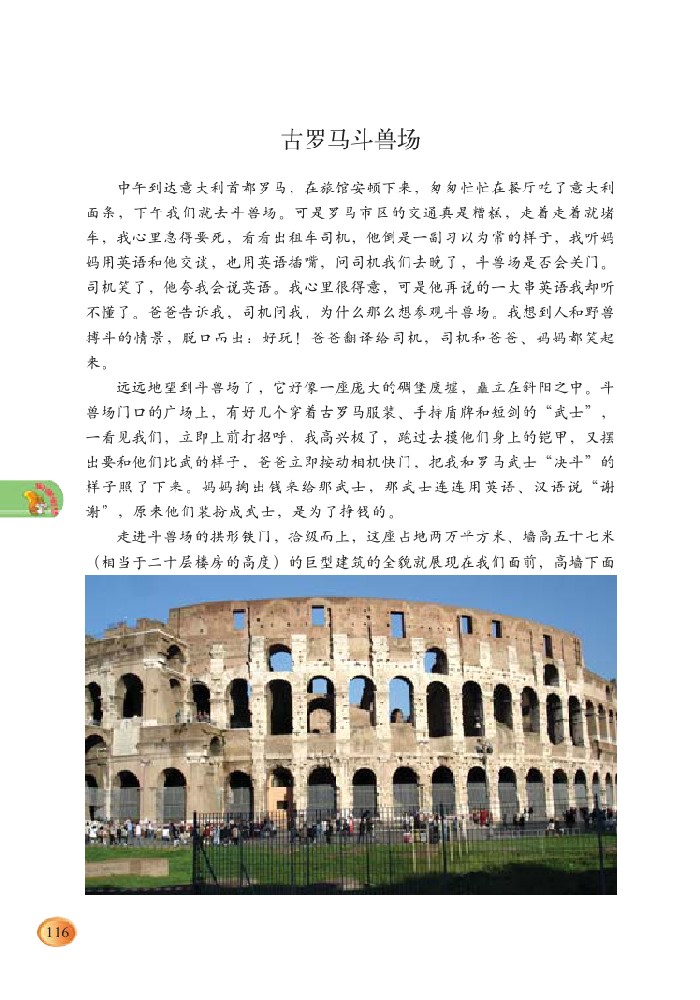 古罗马斗兽场
中午到达意大利首都罗马，在旅馆安顿下来，匆匆忙忙在餐厅吃了意大利
面条，下午我们就去斗兽场。可是罗马市区的交通真是糟糕，走着走着就堵
车，我心里急得要死，看看出租车司机，他倒是一副习以为常的样子，我听妈
妈用英语和他交谈，也用英语插嘴，问司机我们去晚了，斗兽场是否会关门。
司机笑了，他夸我会说英语。我心里很得意，可是他再说的一大串英语我却听
不懂了。爸爸告诉我，司机问我，为什么那么想参观斗兽场。我想到人和野兽
搏斗的情景，脱口而出：好玩！爸爸翻译给司机，司机和爸爸、妈妈都笑起
来。
远远地望到斗兽场了，它好像一座庞大的碉堡废墟，矗立在斜阳之中。斗
兽场门口的广场上，有好几个穿着古罗马服装、手持盾牌和短剑的“武士”，
一看见我们，立即上前打招呼，我高兴极了，跑过去摸他们身上的铠甲，又摆
出要和他们比武的样子，爸爸立即按动相机快门，把我和罗马武士“决斗”的
样子照了下来。妈妈掏出钱来给那武士，那武士连连用英语、汉语说“谢
谢”，原来他们装扮成武士，是为了挣钱的。
走进斗兽场的拱形铁门，拾级而上，这座占地两万平方米、墙高五十七米
（相当于二十层楼房的高度）的巨型建筑的全貌就展现在我们面前，高墙下面
116